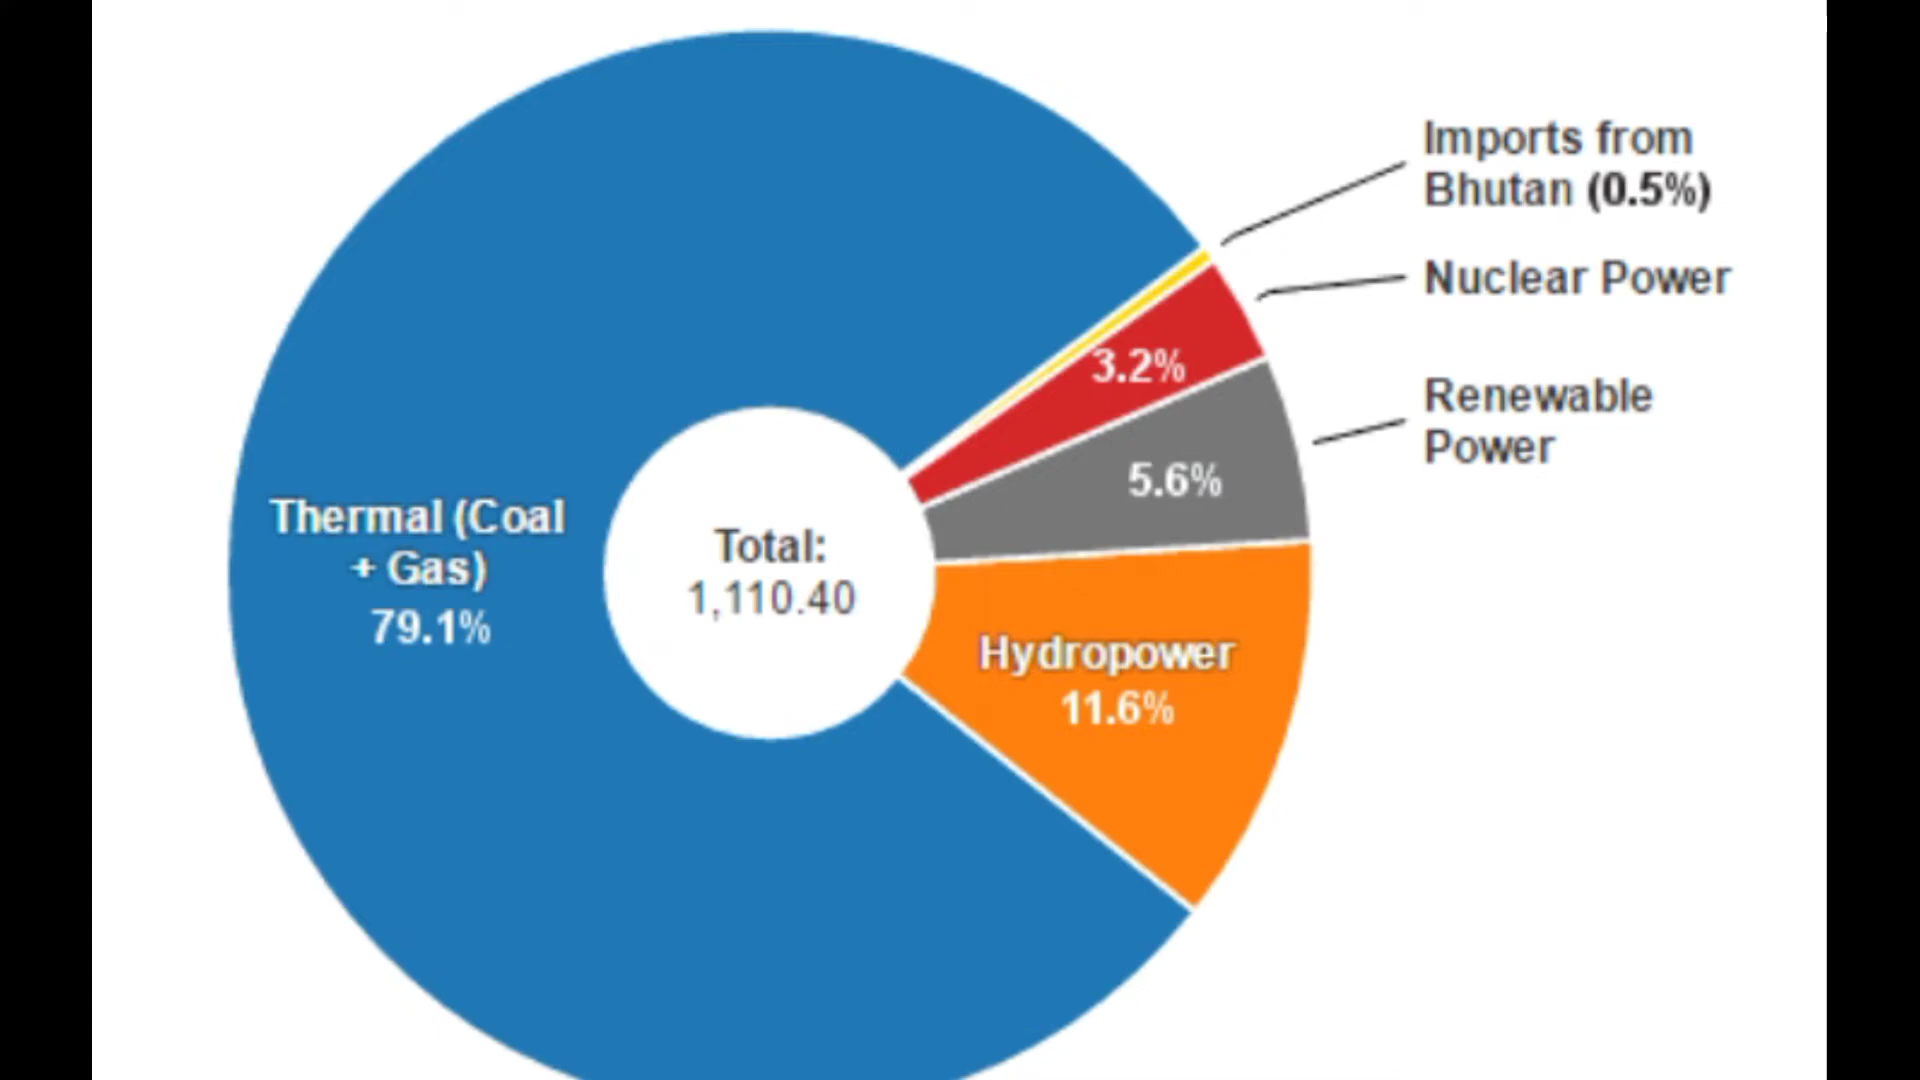 Imports from
Bhutan (0.5%)
Nuclear Power
3.2%
Renewable
Power
5.6%
Thermal (Coal
+ Gas)
79.1%
Total:
1,110.40
Hydropower
11.6%